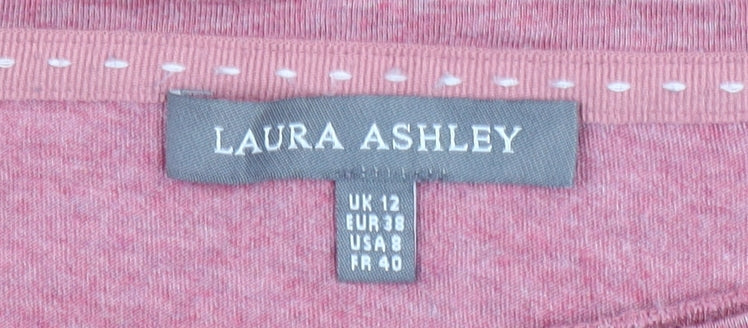 LAURA ASHLEY
UK 12
EUR 38
USA 8
FR 40